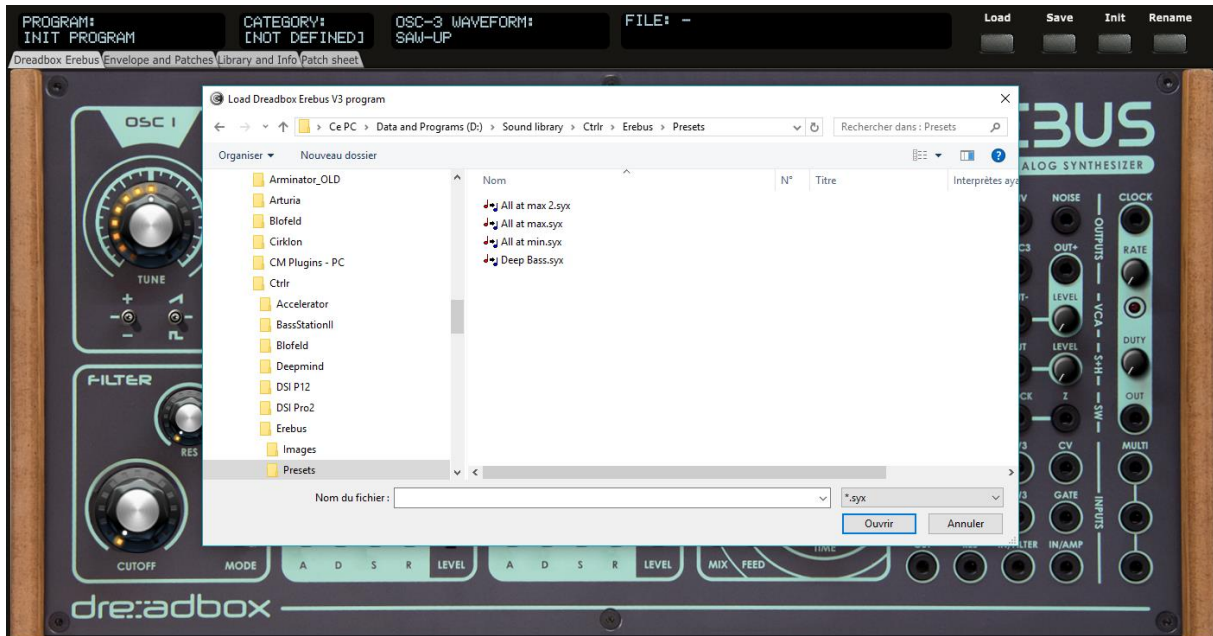 PROGRAM: CATEGORY: OSC-3 WAVEFORM: FILE: - Load Save Init Rename
INIT PROGRAM [NOT DEFINED] SAW-UP
Dreadbox Erebus Envelope and Patches Library and Info Patch sheet
Load Dreadbox Erebus V3 program
Ce PC > Data and Programs (D:) > Sound library > Ctrlr > Erebus > Presets
Rechercher dans : Presets
Organiser Nouveau dossier
Nom N° Titre Interprètes aya
Arminator_OLD
Arturia
Blofeld
Cirklon
CM Plugins - PC
Ctrlr
Accelerator
BassStationII
Blofeld
Deepmind
DSI P12
DSI Pro2
Erebus
Images
Presets
All at max 2.syx
All at max.syx
All at min.syx
Deep Bass.syx
Nom du fichier : *.syx
Ouvrir Annuler
OSC I
TUNE
+
−
FILTER
RES
CUTOFF
MODE
A D S R LEVEL
A D S R LEVEL
MIX FEED
TIME
EBUS
ALOG SYNTHESIZER
NOISE CLOCK
OUTPUTS
OUT+ RATE
LEVEL
VCA
DUTY
LEVEL
S+H
Z OUT
SW
CV MULTI
GATE
INPUTS
IN/AMP
dre:adbox